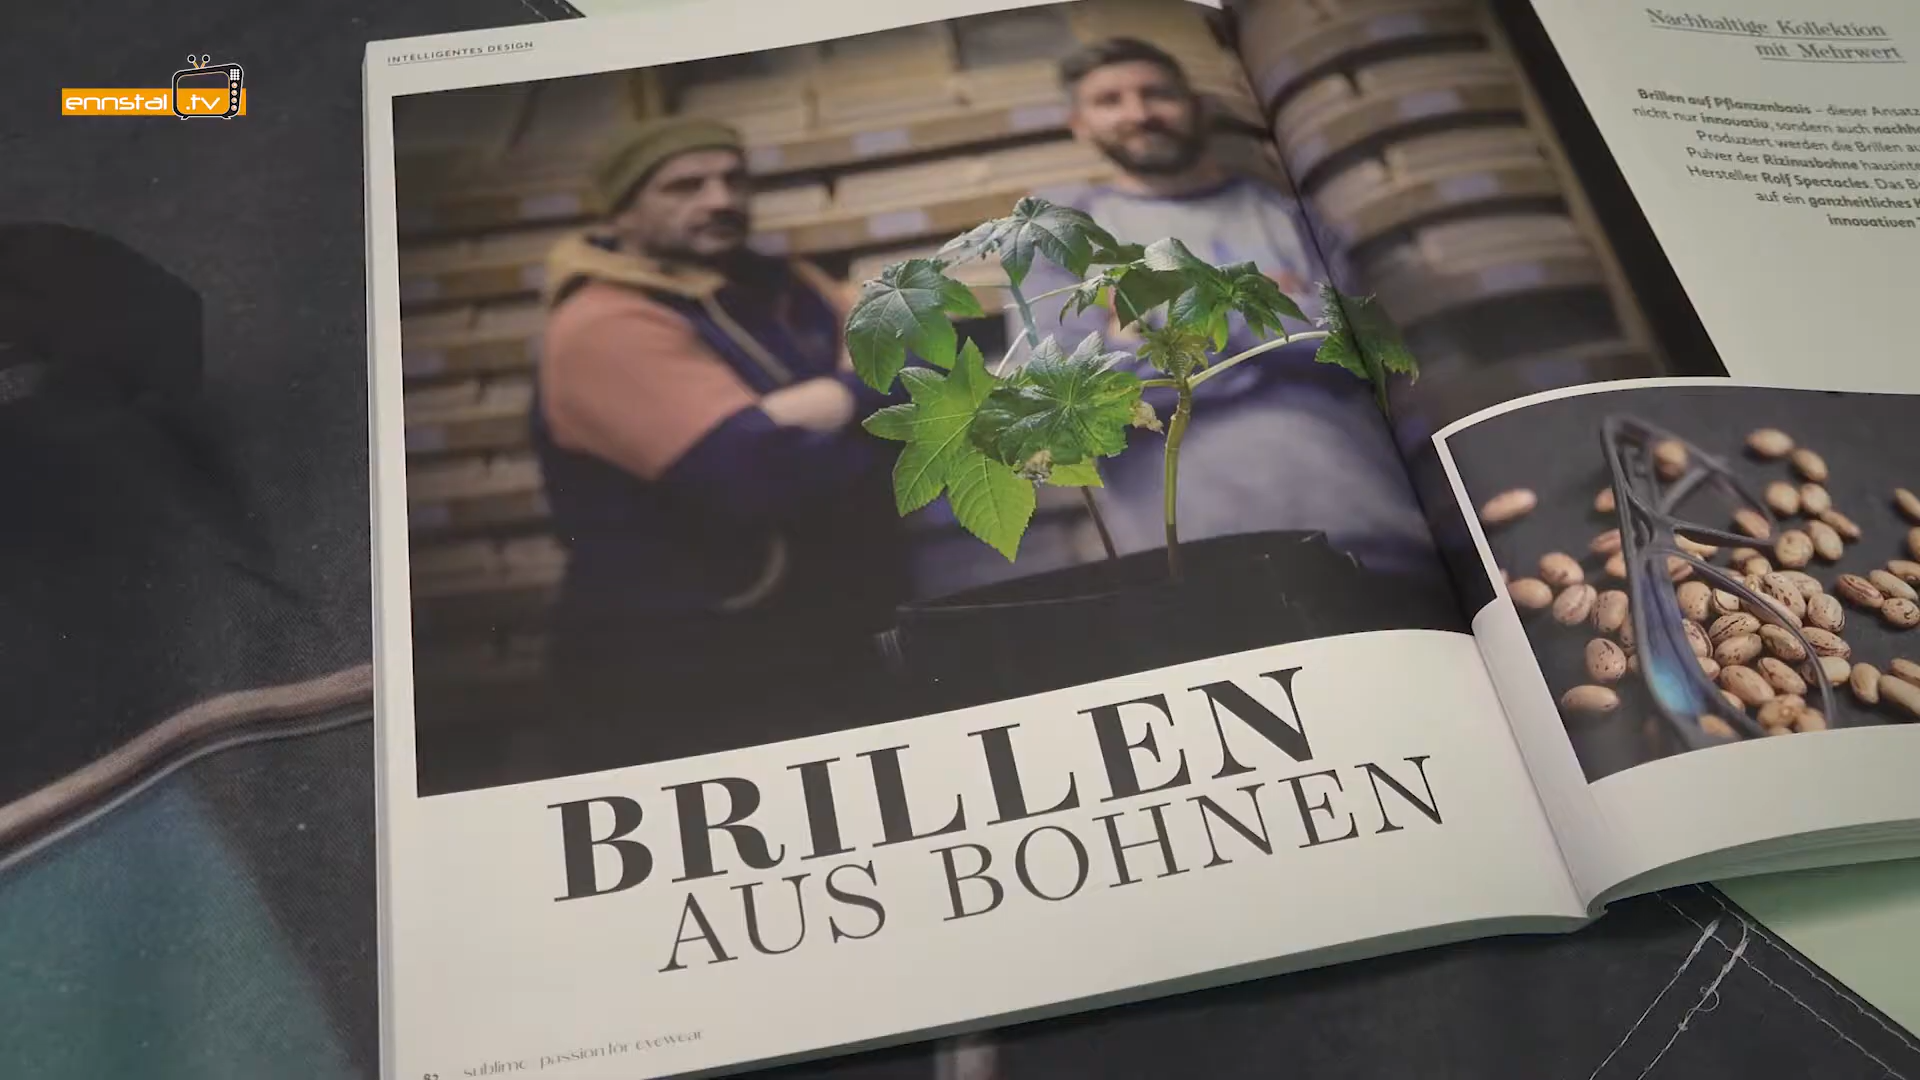 ennstal .tv
INTELLIGENTES DESIGN
BRILLEN
AUS BOHNEN
82 sublime passion for eyewear
Nachhaltige Kollektion
mit Mehrwert
Brillen auf Pflanzenbasis – dieser Ansatz
nicht nur innovativ, sondern auch
Produziert werden die Brillen
Pulver der Rizinusbohne
Hersteller Rolf Spectacles. Das
auf ein ganzheitliches
innovativen